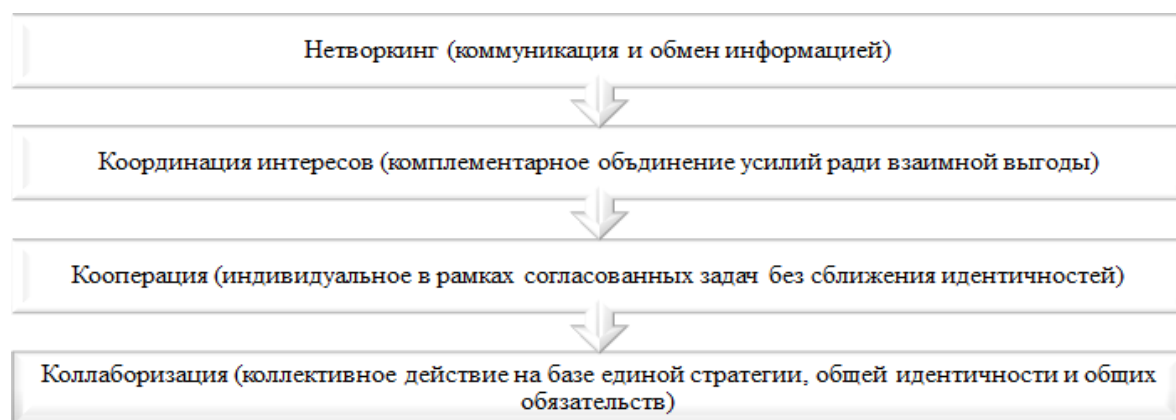 Нетворкинг (коммуникация и обмен информацией)
Координация интересов (комплементарное объдинение усилий ради взаимной выгоды)
Кооперация (индивидуальное в рамках согласованных задач без сближения идентичностей)
Коллаборизация (коллективное действие на базе единой стратегии, общей идентичности и общих
обязательств)